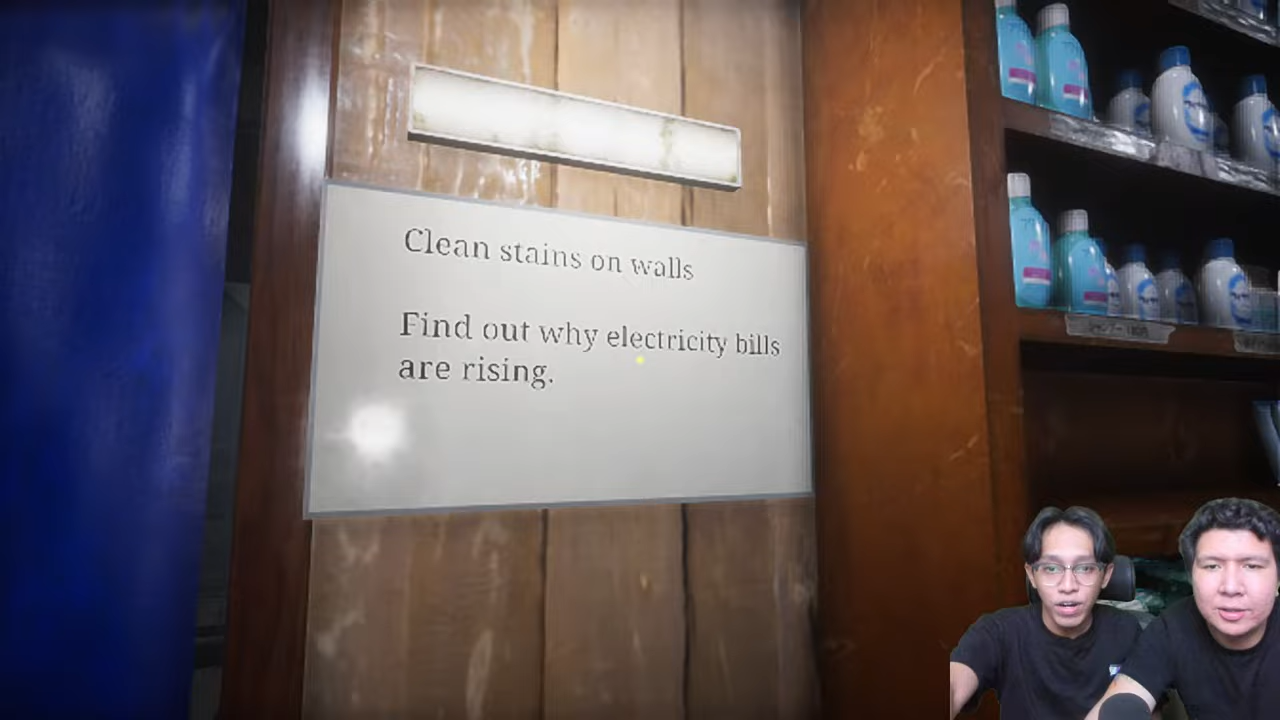 Clean stains on walls
Find out why electricity bills
are rising.